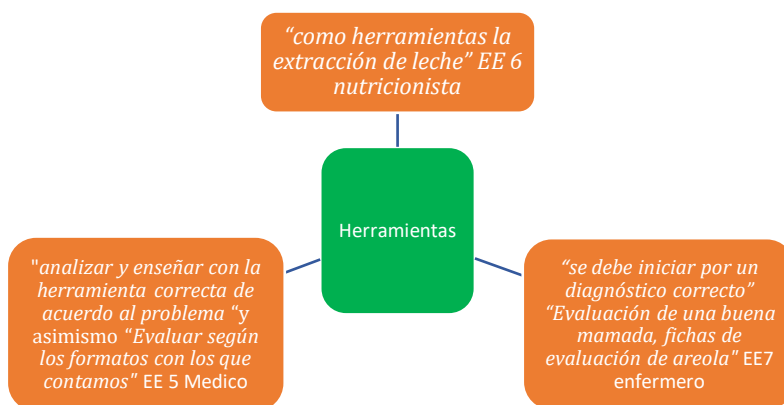 “como herramientas la
extracción de leche” EE 6
nutricionista
Herramientas
"analizar y enseñar con la
herramienta correcta de
acuerdo al problema “y
asimismo “Evaluar según
los formatos con los que
contamos" EE 5 Medico
“se debe iniciar por un
diagnóstico correcto”
“Evaluación de una buena
mamada, fichas de
evaluación de areola" EE7
enfermero